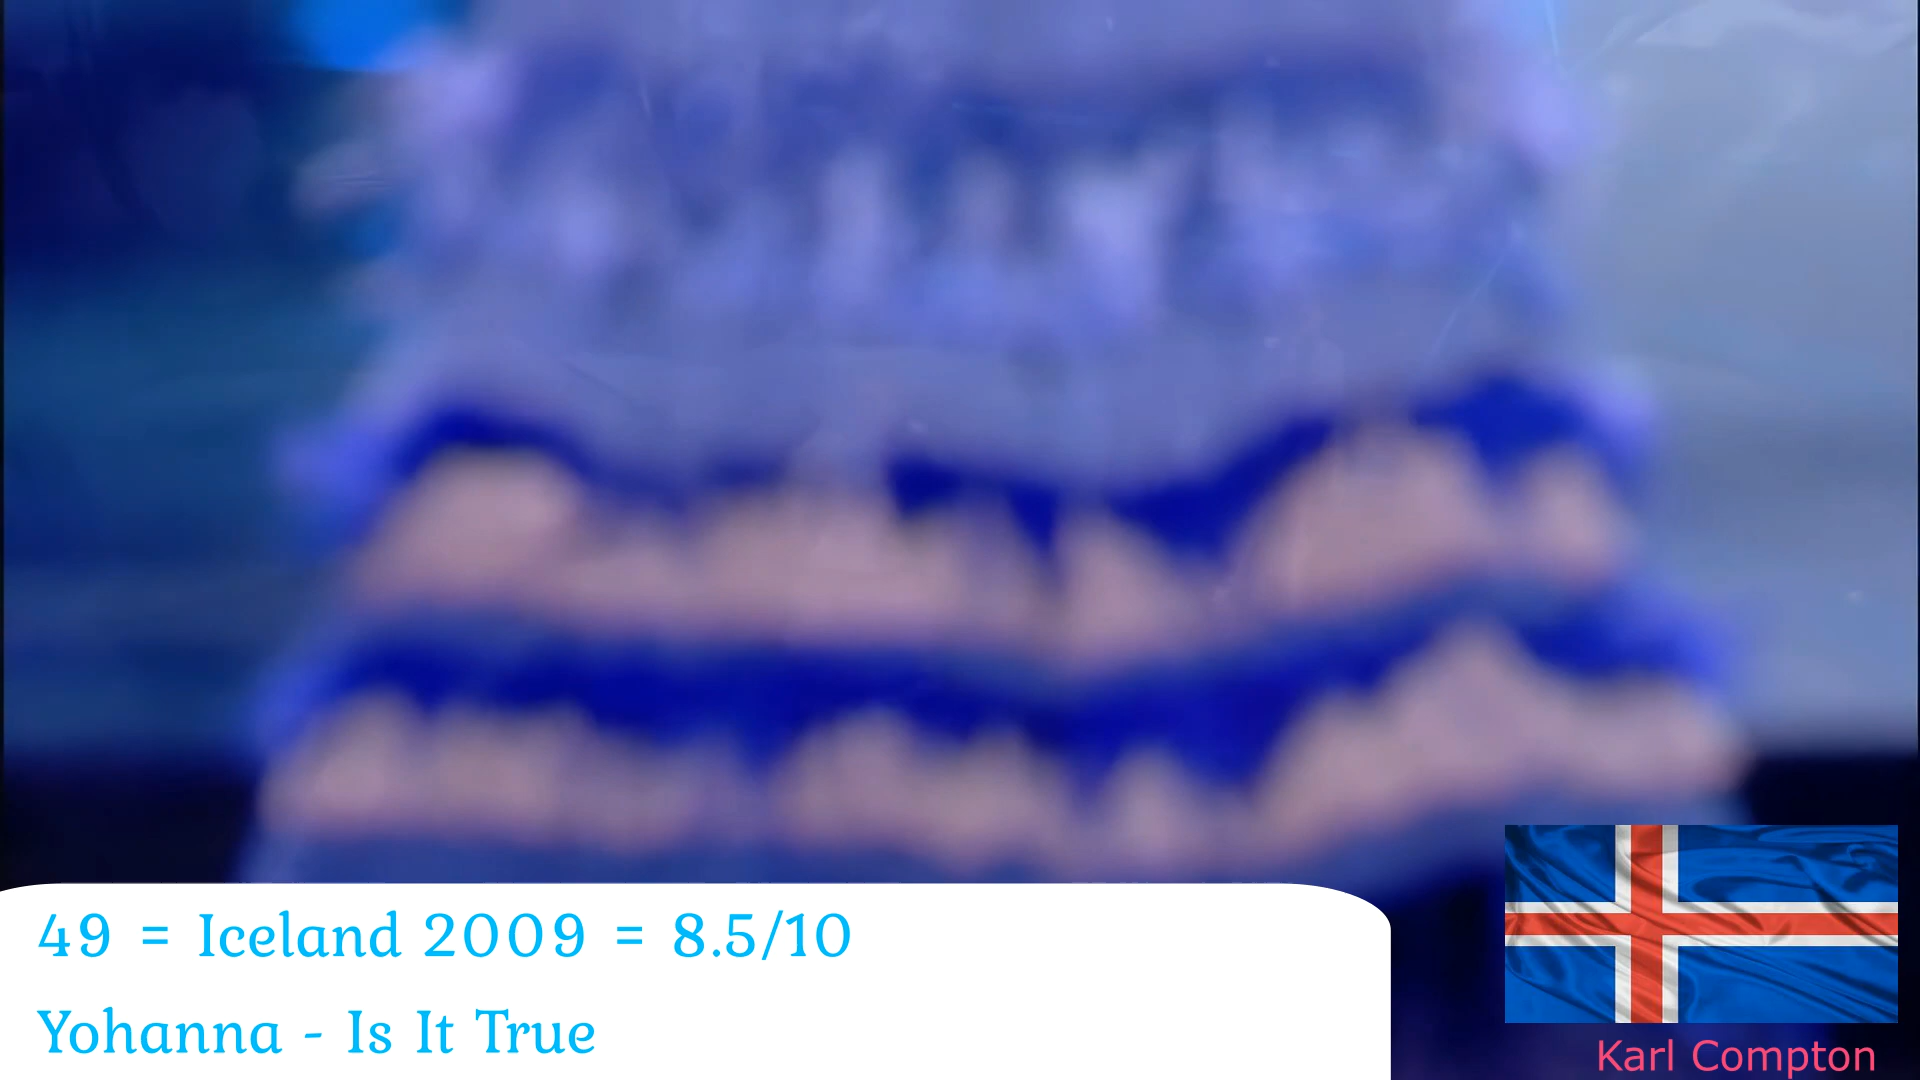 49 = Iceland 2009 = 8.5/10
Yohanna - Is It True
Karl Compton